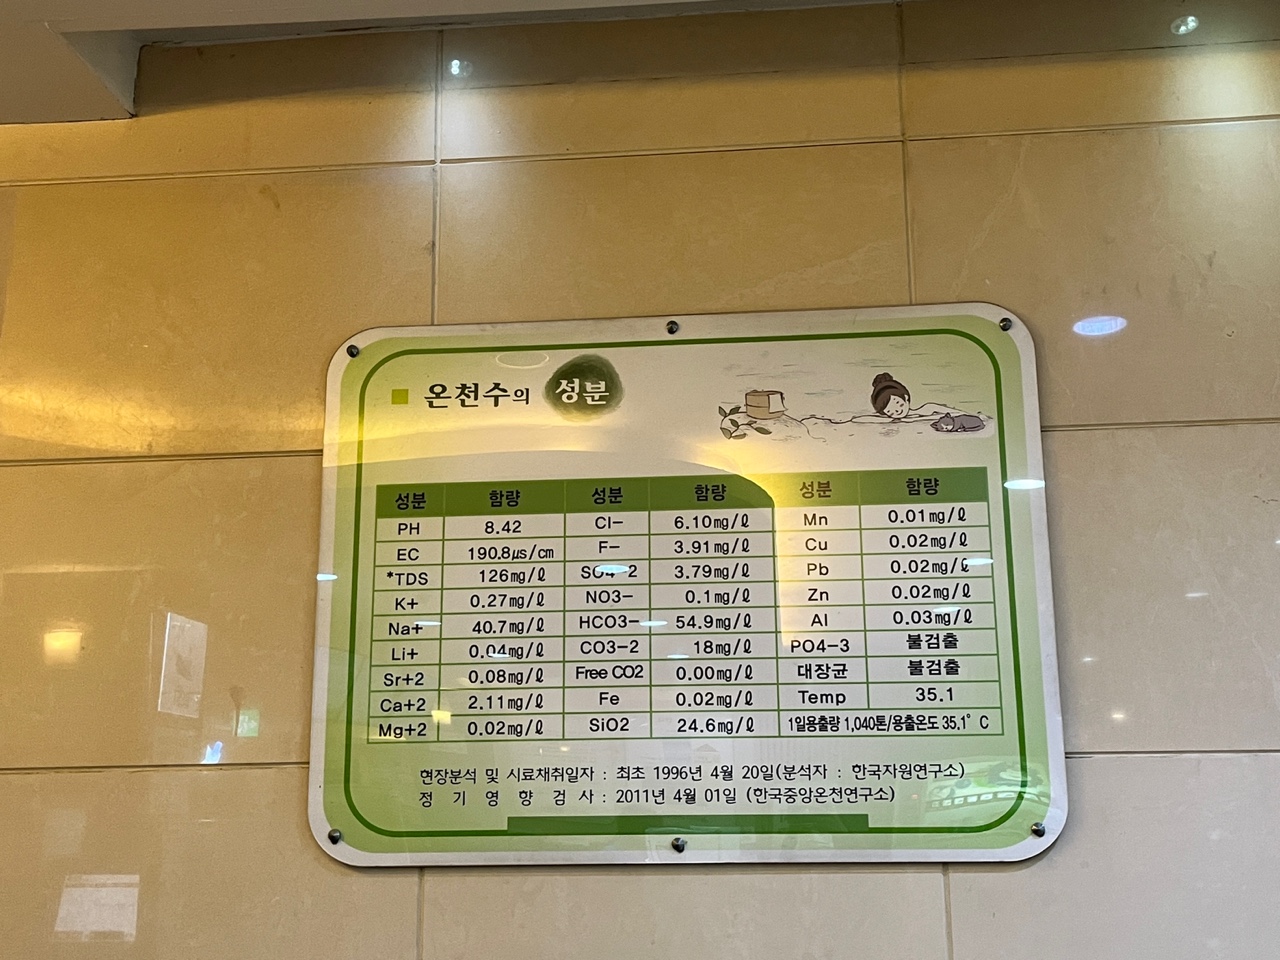 온천수의 성분
성분 함량 성분 함량 성분 함량
PH 8.42 Cl- 6.10㎎/ℓ Mn 0.01㎎/ℓ
EC 190.8㎲/㎝ F- 3.91㎎/ℓ Cu 0.02㎎/ℓ
*TDS 126㎎/ℓ SO4-2 3.79㎎/ℓ Pb 0.02㎎/ℓ
K+ 0.27㎎/ℓ NO3- 0.1㎎/ℓ Zn 0.02㎎/ℓ
Na+ 40.7㎎/ℓ HCO3- 54.9㎎/ℓ Al 0.03㎎/ℓ
Li+ 0.04㎎/ℓ CO3-2 18㎎/ℓ PO4-3 불검출
Sr+2 0.08㎎/ℓ Free CO2 0.00㎎/ℓ 대장균 불검출
Ca+2 2.11㎎/ℓ Fe 0.02㎎/ℓ Temp 35.1
Mg+2 0.02㎎/ℓ SiO2 24.6㎎/ℓ 1일용출량 1,040톤/용출온도 35.1° C
현장분석 및 시료채취일자 : 최초 1996년 4월 20일(분석자 : 한국자원연구소)
정 기 영 향 검 사 : 2011년 4월 01일 (한국중앙온천연구소)